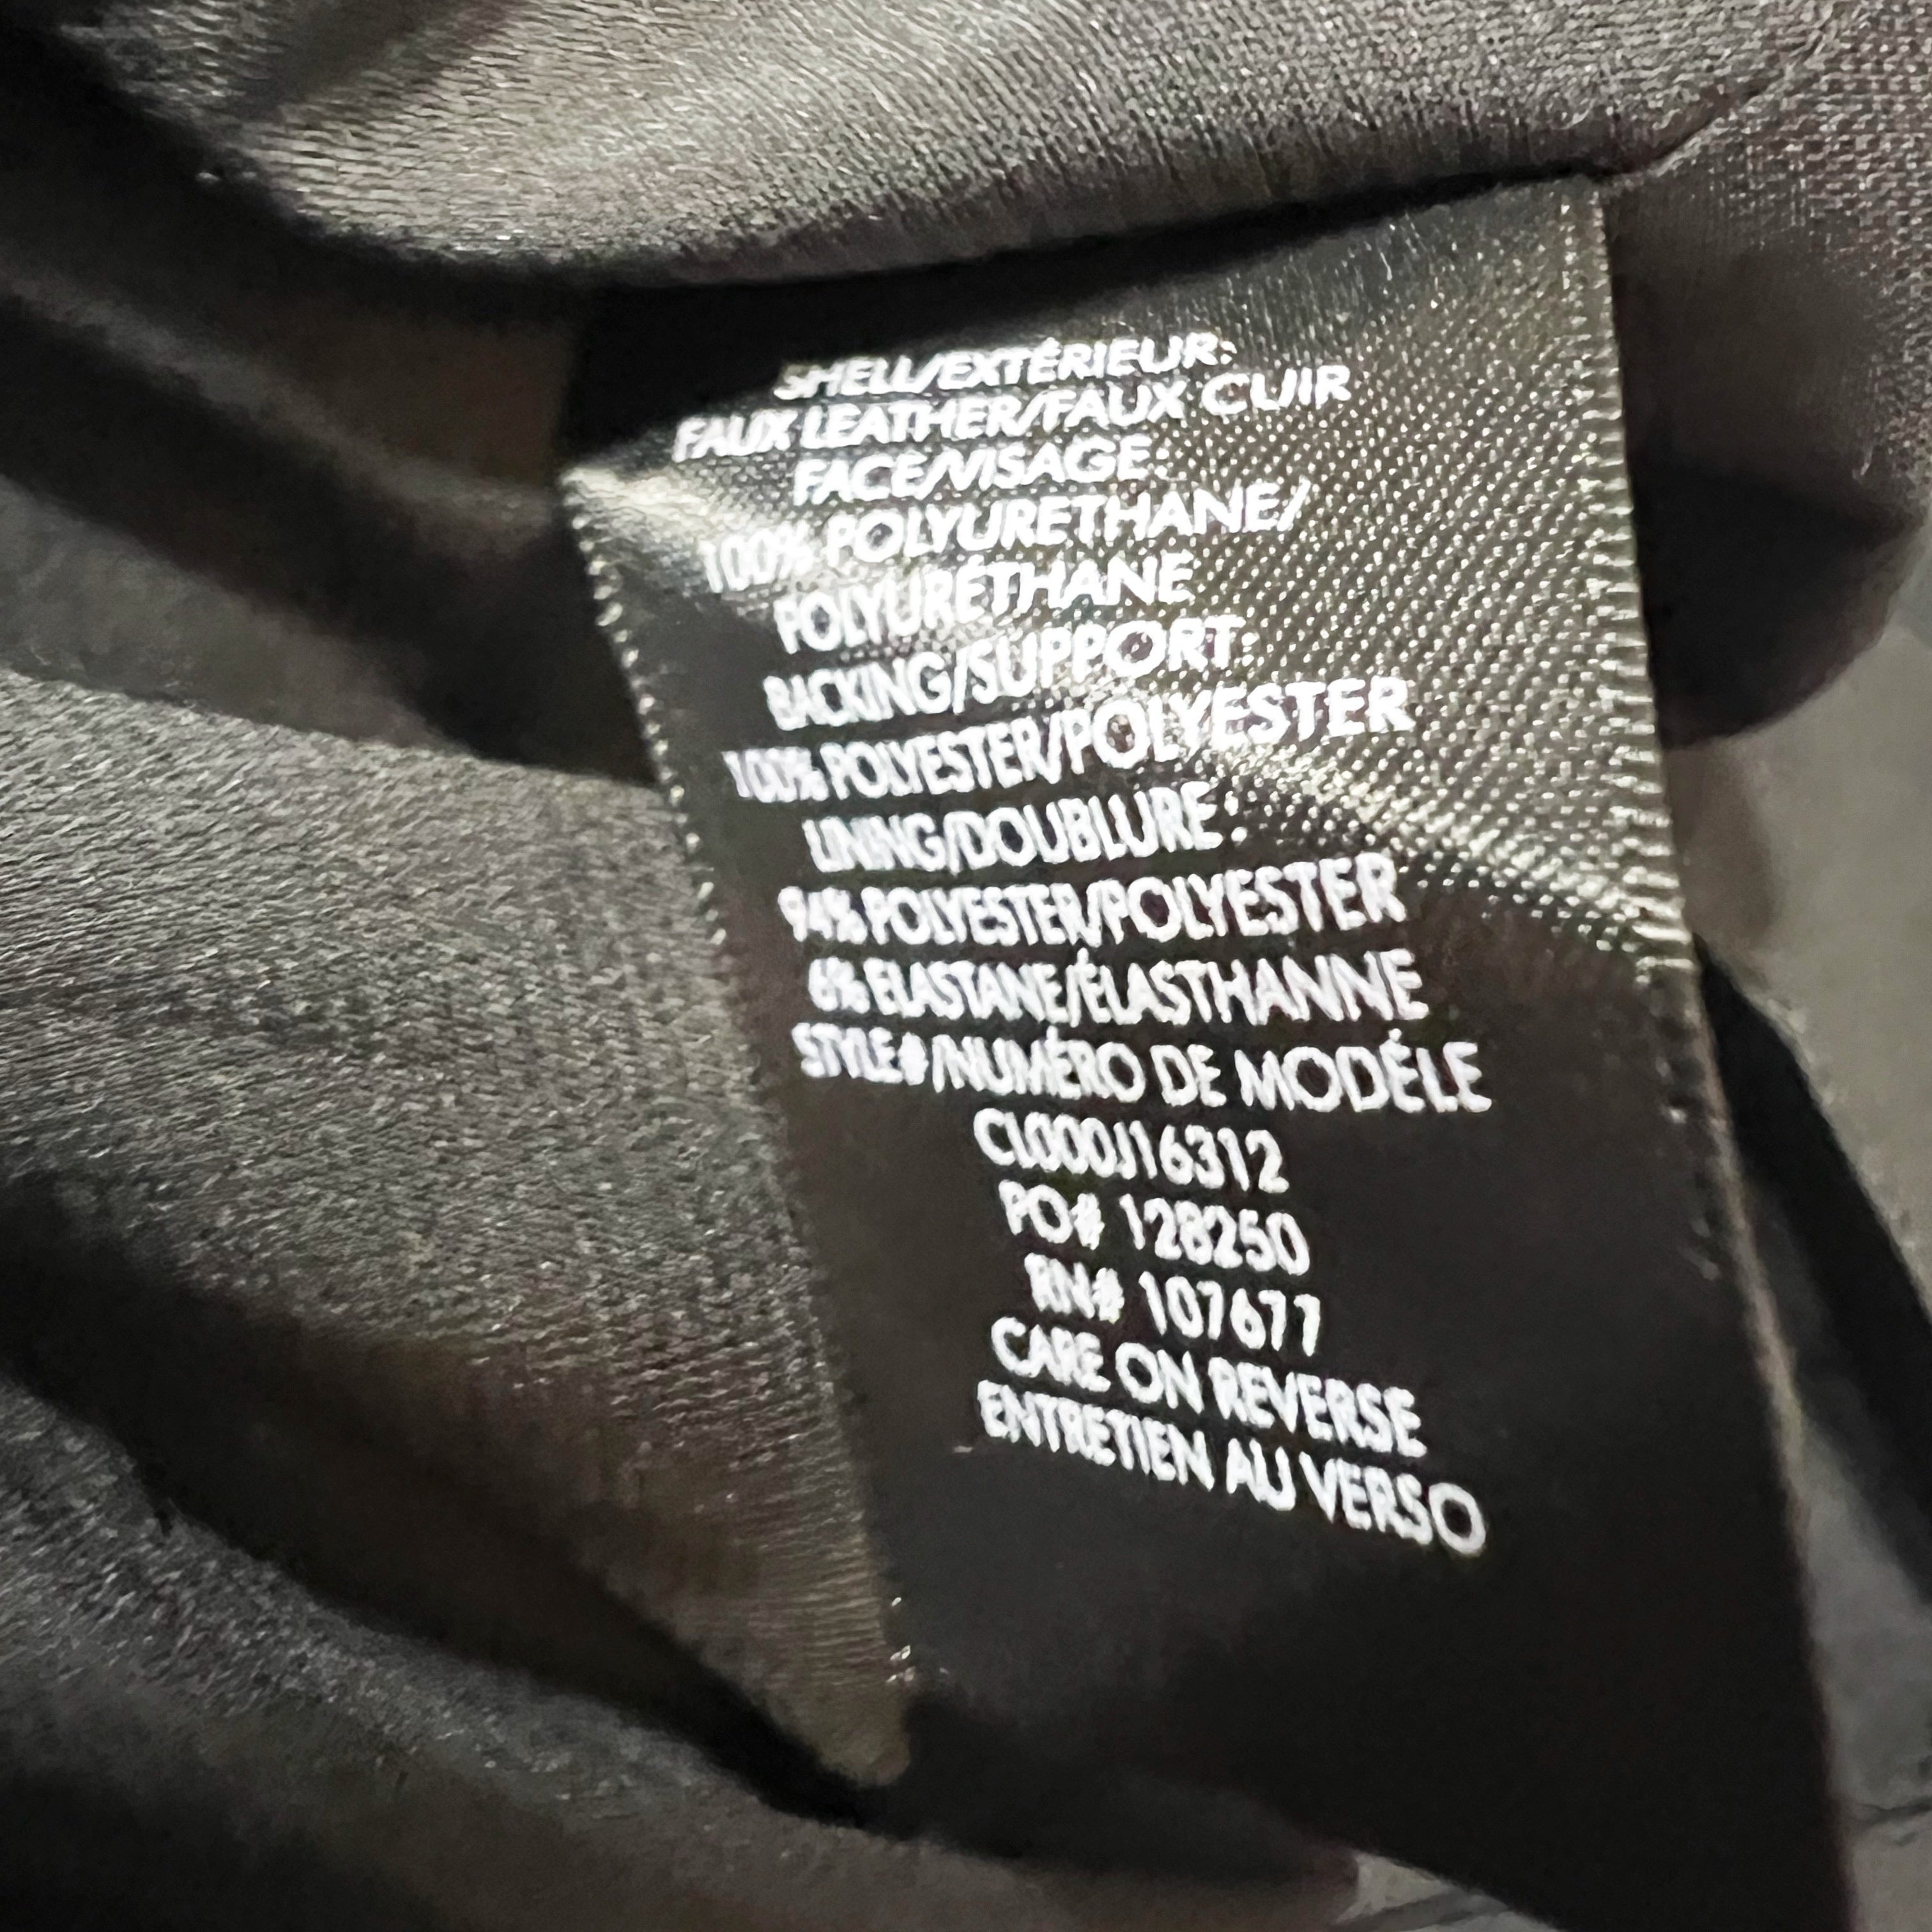 SHELL/EXTÉRIEUR:
FAUX LEATHER/FAUX CUIR
FACE/VISAGE:
100% POLYURETHANE/
POLYURÉTHANE
BACKING/SUPPORT:
100% POLYESTER/POLYESTER
LINING/DOUBLURE:
94% POLYESTER/POLYESTER
6% ELASTANE/ÉLASTHANNE
STYLE#/NUMÉRO DE MODÉLE
CL000J16312
PO# 128250
RN# 107677
CARE ON REVERSE
ENTRETIEN AU VERSO